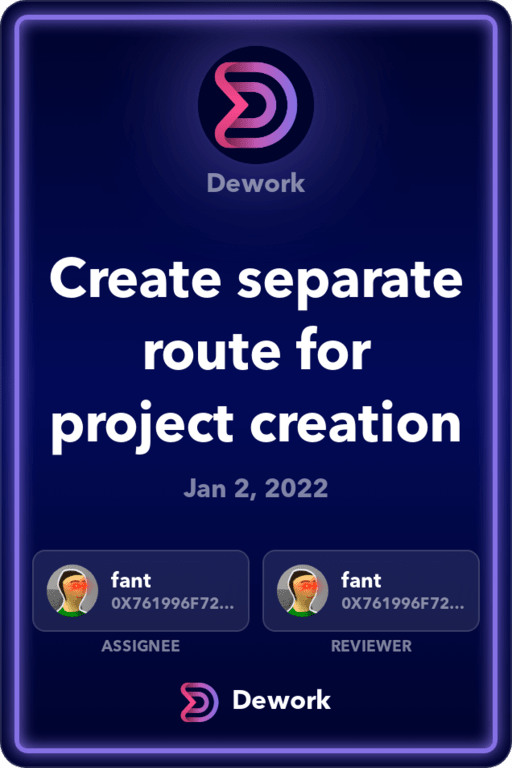 Dework
Create separate
route for
project creation
Jan 2, 2022
fant
0X761996F72...
ASSIGNEE
fant
0X761996F72...
REVIEWER
Dework